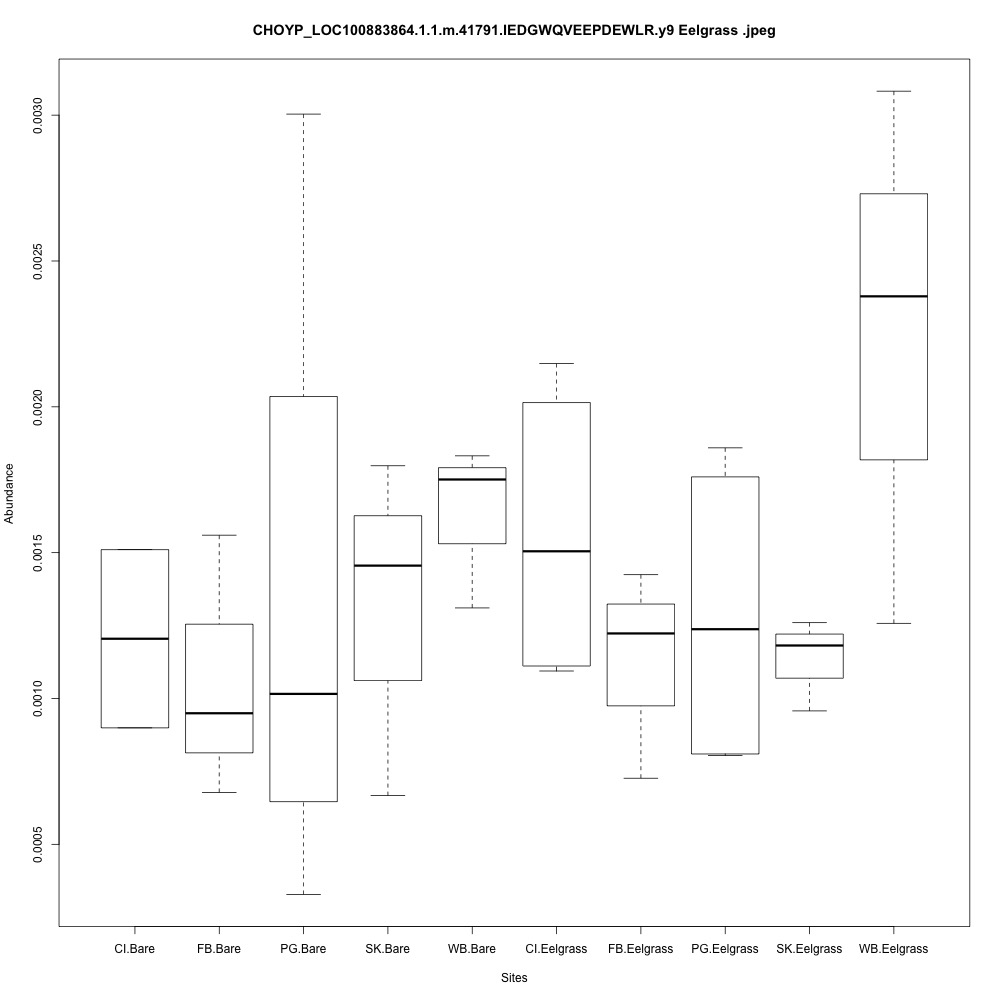 CHOYP_LOC100883864.1.1.m.41791.IEDGWQVEEPDEWLR.y9 Eelgrass .jpeg
0.0030
0.0025
0.0020
0.0015
0.0010
0.0005
Abundance
CI.Bare FB.Bare PG.Bare SK.Bare WB.Bare CI.Eelgrass FB.Eelgrass PG.Eelgrass SK.Eelgrass WB.Eelgrass
Sites